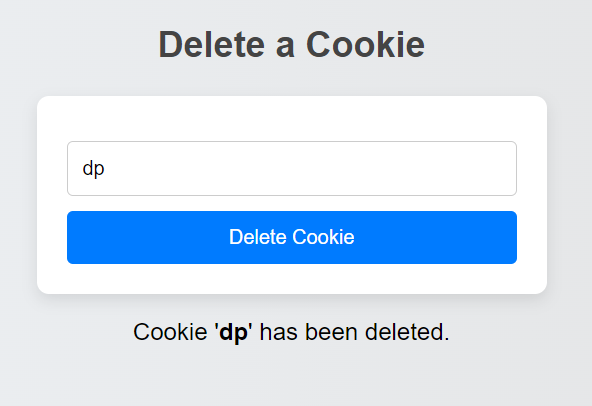 Delete a Cookie
dp
Delete Cookie
Cookie 'dp' has been deleted.